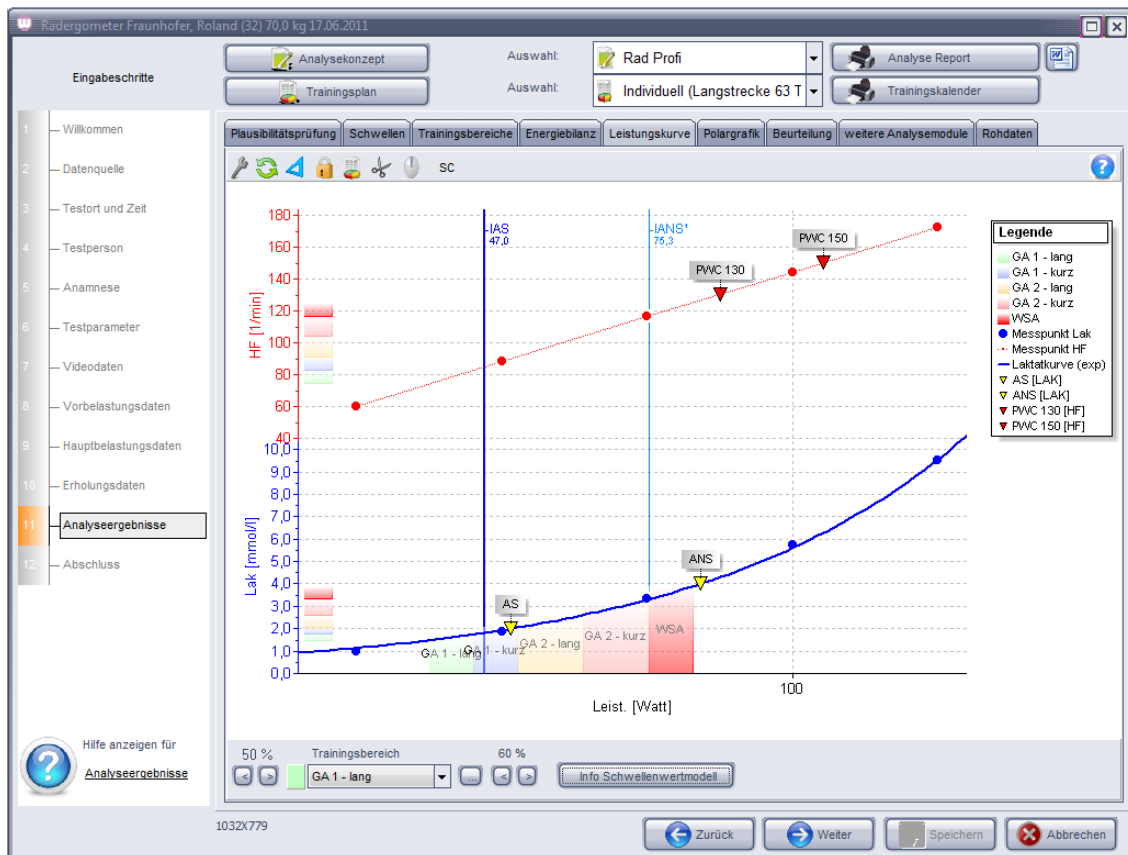 Radergometer Fraunhofer, Roland (32) 70,0 kg 17.06.2011
Eingabeschritte
Analysekonzept
Auswahl:
Rad Profi
Analyse Report
Trainingsplan
Auswahl:
Individuell (Langstrecke 63 T
Trainingskalender
1 Willkommen
2 Datenquelle
3 Testort und Zeit
4 Testperson
5 Anamnese
6 Testparameter
7 Videodaten
8 Vorbelastungsdaten
9 Hauptbelastungsdaten
10 Erholungsdaten
11 Analyseergebnisse
12 Abschluss
Hilfe anzeigen für
Analyseergebnisse
Plausibilitätsprüfung
Schwellen
Trainingsbereiche
Energiebilanz
Leistungskurve
Polargrafik
Beurteilung
weitere Analysemodule
Rohdaten
SC
HF [1/min]
180
160
140
120
100
80
60
40
IAS
47,0
IANS¹
75,3
PWC 130
PWC 150
Lak [mmol/l]
10,0
9,0
8,0
7,0
6,0
5,0
4,0
3,0
2,0
1,0
0,0
AS
ANS
GA 1 - lang
GA 1 - kurz
GA 2 - lang
GA 2 - kurz
WSA
100
Leist. [Watt]
Legende
GA 1 - lang
GA 1 - kurz
GA 2 - lang
GA 2 - kurz
WSA
Messpunkt Lak
Messpunkt HF
Laktatkurve (exp)
AS [LAK]
ANS [LAK]
PWC 130 [HF]
PWC 150 [HF]
50 %
Trainingsbereich
60 %
< >
GA 1 - lang
...
< >
Info Schwellenwertmodell
1032X779
Zurück
Weiter
Speichern
Abbrechen